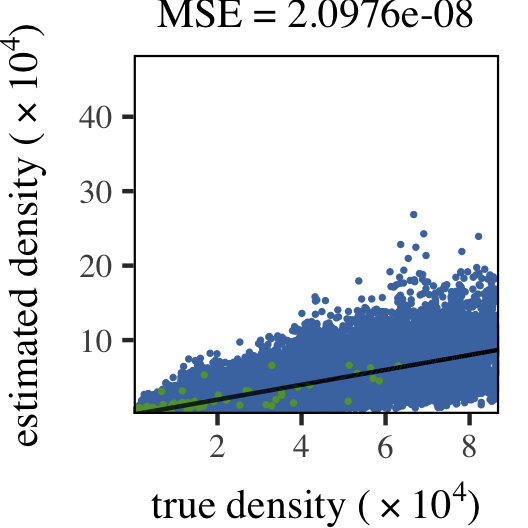 MSE = 2.0976e-08
estimated density ( × 10⁴)
40
30
20
10
2 4 6 8
true density ( × 10⁴)